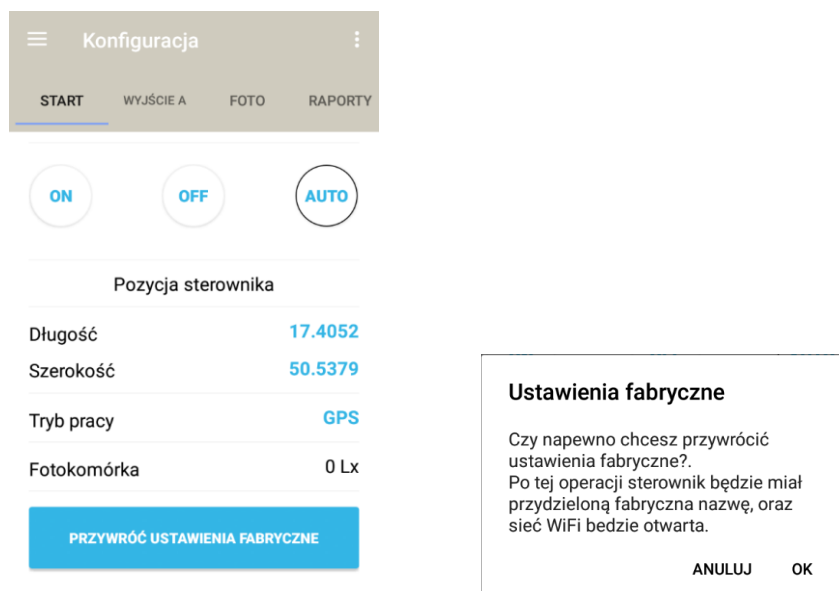 Konfiguracja
START WYJŚCIE A FOTO RAPORTY
ON OFF AUTO
Pozycja sterownika
Długość 17.4052
Szerokość 50.5379
Tryb pracy GPS
Fotokomórka 0 Lx
PRZYWRÓĆ USTAWIENIA FABRYCZNE
Ustawienia fabryczne
Czy napewno chcesz przywrócić
ustawienia fabryczne?.
Po tej operacji sterownik będzie miał
przydzieloną fabryczna nazwę, oraz
sieć WiFi bedzie otwarta.
ANULUJ OK